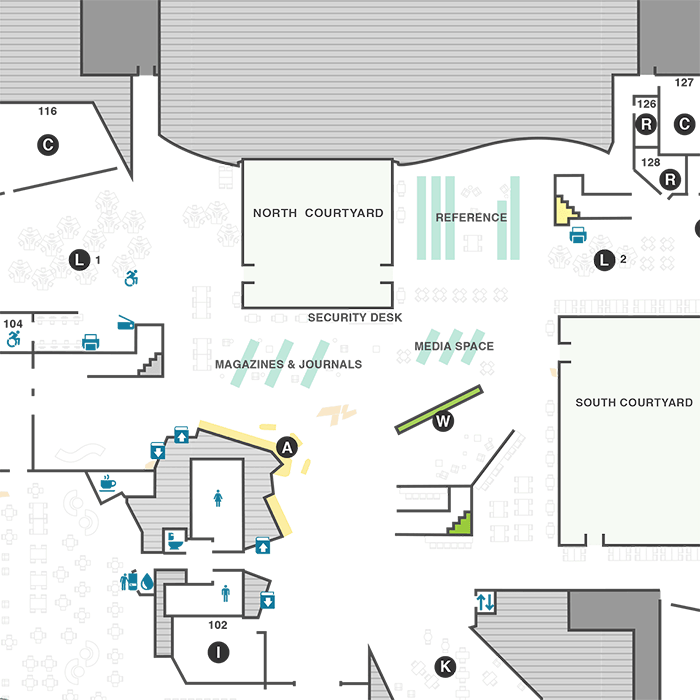 127
116
126
R
C
C
128
R
NORTH COURTYARD
REFERENCE
L 1
L 2
SECURITY DESK
104
MEDIA SPACE
MAGAZINES & JOURNALS
SOUTH COURTYARD
W
A
102
I
K